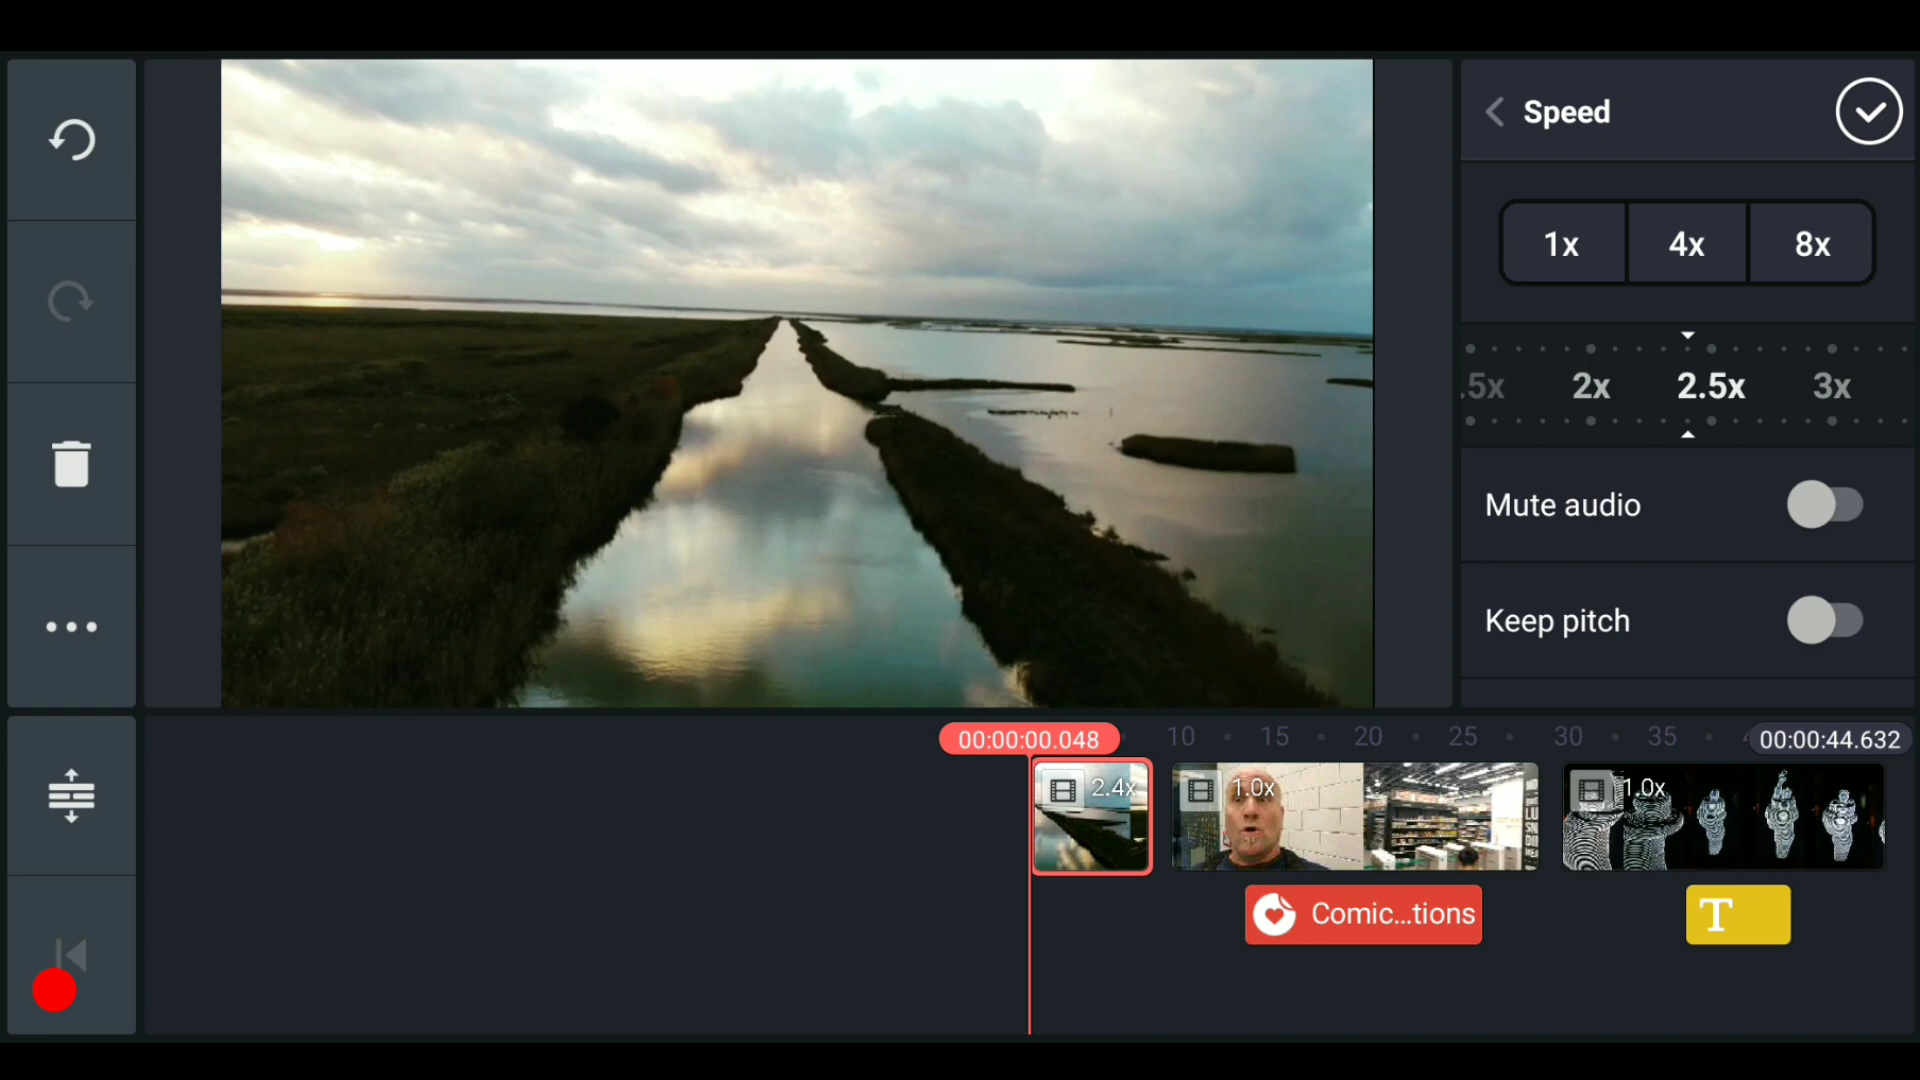 Speed
1x
4x
8x
.5x
2x
2.5x
3x
Mute audio
Keep pitch
00:00:00.048
10
15
20
25
30
35
00:00:44.632
2.4x
1.0x
1.0x
Comic...tions
T